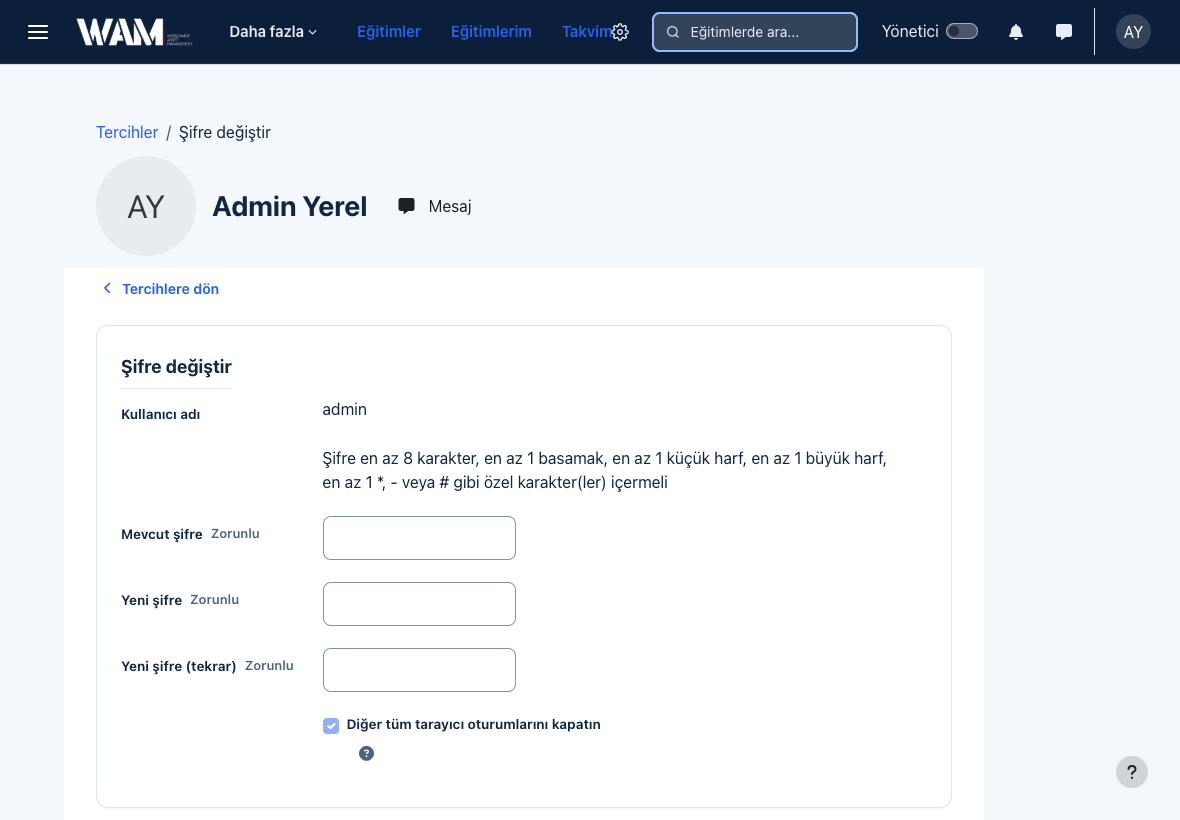 WAM WORLDWIDE ASSET MANAGEMENT Daha fazla Eğitimler Eğitimlerim Takvim Eğitimlerde ara... Yönetici AY
Tercihler / Şifre değiştir
AY Admin Yerel Mesaj
Tercihlere dön
Şifre değiştir
Kullanıcı adı admin
Şifre en az 8 karakter, en az 1 basamak, en az 1 küçük harf, en az 1 büyük harf,
en az 1 *, - veya # gibi özel karakter(ler) içermeli
Mevcut şifre Zorunlu
Yeni şifre Zorunlu
Yeni şifre (tekrar) Zorunlu
Diğer tüm tarayıcı oturumlarını kapatın
?
?